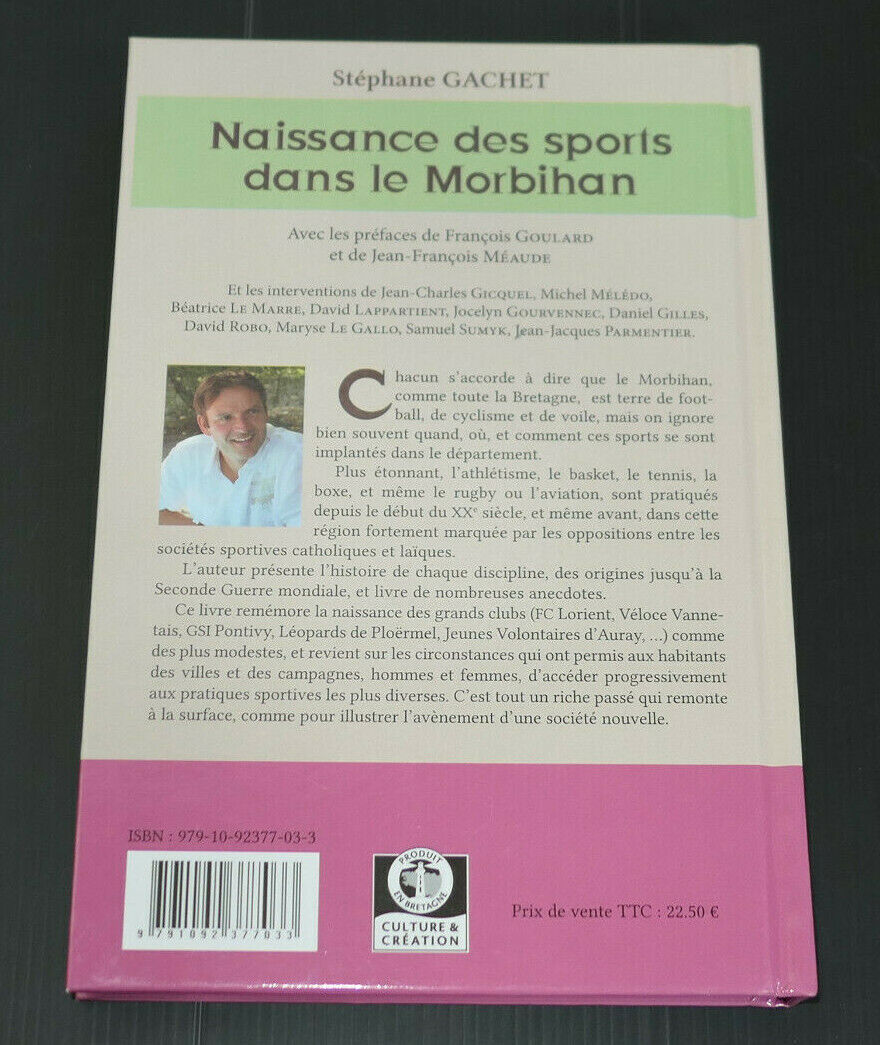 Stéphane GACHET
Naissance des sports
dans le Morbihan
Avec les préfaces de François GOULARD
et de Jean-François MÉAUDE
Et les interventions de Jean-Charles GICQUEL, Michel MÉLÉDO,
Béatrice LE MARRE, David LAPPARTIENT, Jocelyn GOURVENNEC, Daniel GILLES,
David ROBO, Maryse LE GALLO, Samuel SUMYK, Jean-Jacques PARMENTIER.
Chacun s'accorde à dire que le Morbihan,
comme toute la Bretagne, est terre de foot-
ball, de cyclisme et de voile, mais on ignore
bien souvent quand, où, et comment ces sports se sont
implantés dans le département.
Plus étonnant, l'athlétisme, le basket, le tennis, la
boxe, et même le rugby ou l'aviation, sont pratiqués
depuis le début du XXe siècle, et même avant, dans cette
région fortement marquée par les oppositions entre les
sociétés sportives catholiques et laïques.
L'auteur présente l'histoire de chaque discipline, des origines jusqu'à la
Seconde Guerre mondiale, et livre de nombreuses anecdotes.
Ce livre remémore la naissance des grands clubs (FC Lorient, Véloce Vanne-
tais, GSI Pontivy, Léopards de Ploërmel, Jeunes Volontaires d'Auray, ...) comme
des plus modestes, et revient sur les circonstances qui ont permis aux habitants
des villes et des campagnes, hommes et femmes, d'accéder progressivement
aux pratiques sportives les plus diverses. C'est tout un riche passé qui remonte
à la surface, comme pour illustrer l'avènement d'une société nouvelle.
ISBN : 979-10-92377-03-3
9 791092 377033
PRODUIT
EN BRETAGNE
CULTURE &
CRÉATION
Prix de vente TTC : 22.50 €